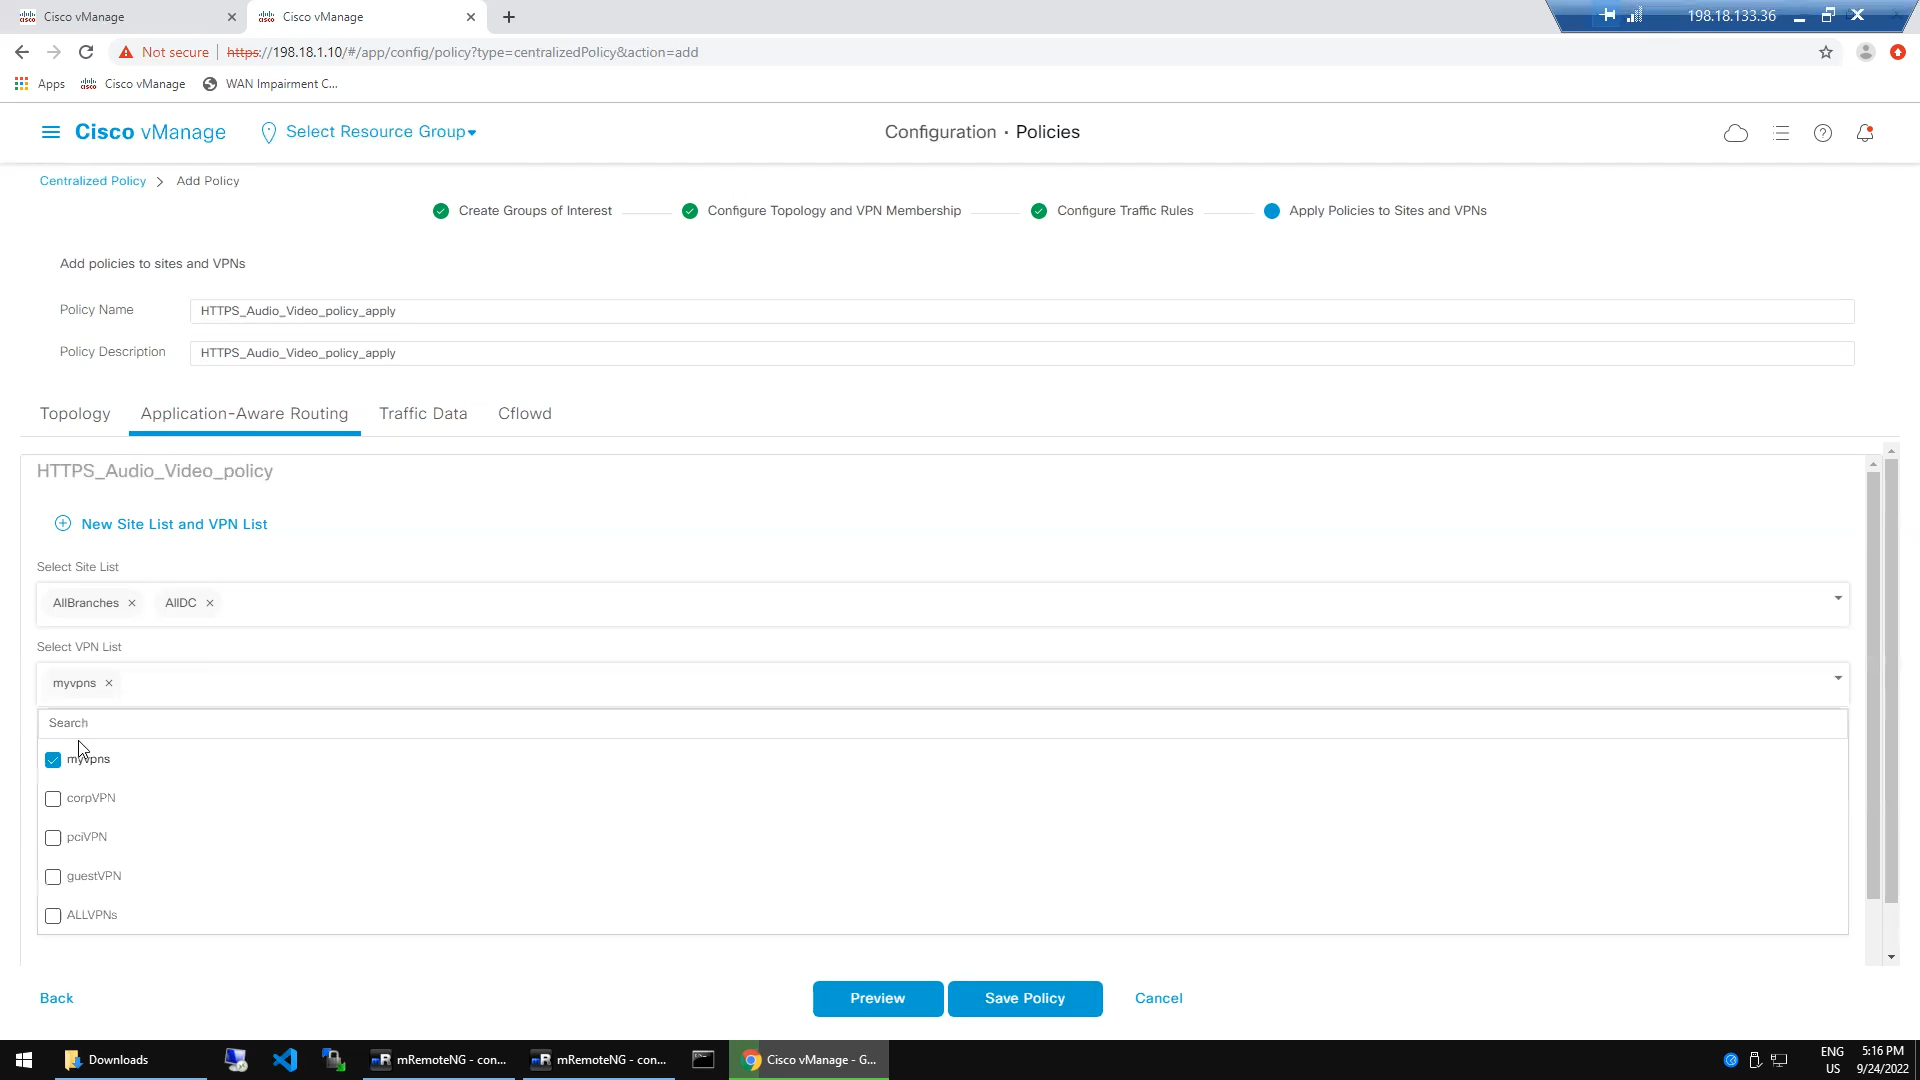 Cisco vManage
Cisco vManage
198.18.133.36
Not secure
https://198.18.1.10/#/app/config/policy?type=centralizedPolicy&action=add
Apps
Cisco vManage
WAN Impairment C...
Cisco vManage
Select Resource Group
Configuration · Policies
Centralized Policy > Add Policy
Create Groups of Interest
Configure Topology and VPN Membership
Configure Traffic Rules
Apply Policies to Sites and VPNs
Add policies to sites and VPNs
Policy Name
HTTPS_Audio_Video_policy_apply
Policy Description
HTTPS_Audio_Video_policy_apply
Topology
Application-Aware Routing
Traffic Data
Cflowd
HTTPS_Audio_Video_policy
New Site List and VPN List
Select Site List
AllBranches ×
AllDC ×
Select VPN List
myvpns ×
Search
myvpns
corpVPN
pciVPN
guestVPN
ALLVPNs
Back
Preview
Save Policy
Cancel
Downloads
mRemoteNG - con...
mRemoteNG - con...
Cisco vManage - G...
ENG
US
5:16 PM
9/24/2022